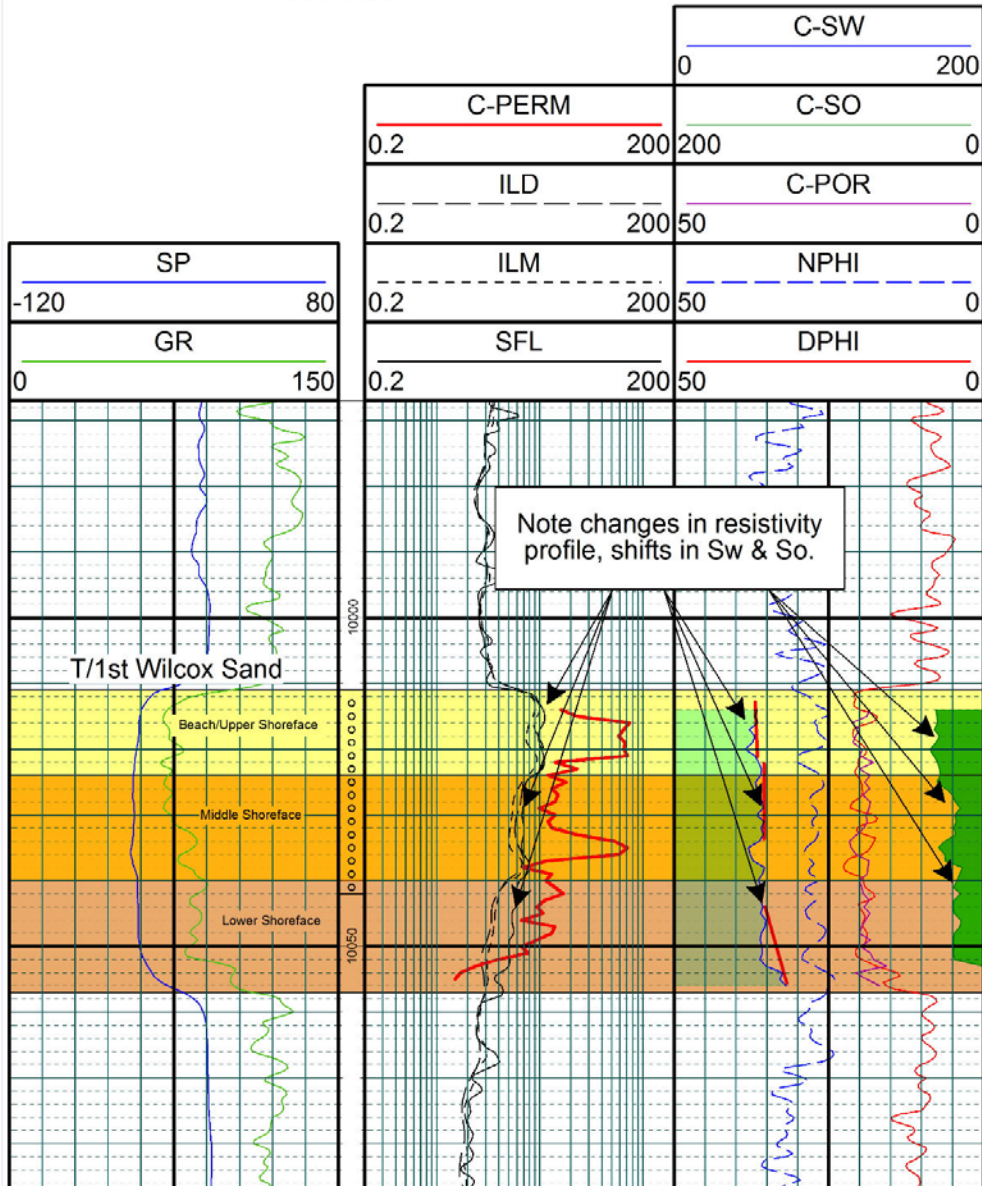 C-SW
0 200
C-PERM
0.2 200
C-SO
200 0
ILD
0.2 200
C-POR
50 0
SP
-120 80
ILM
0.2 200
NPHI
50 0
GR
0 150
SFL
0.2 200
DPHI
50 0
Note changes in resistivity
profile, shifts in Sw & So.
10000
T/1st Wilcox Sand
Beach/Upper Shoreface
Middle Shoreface
Lower Shoreface
10050